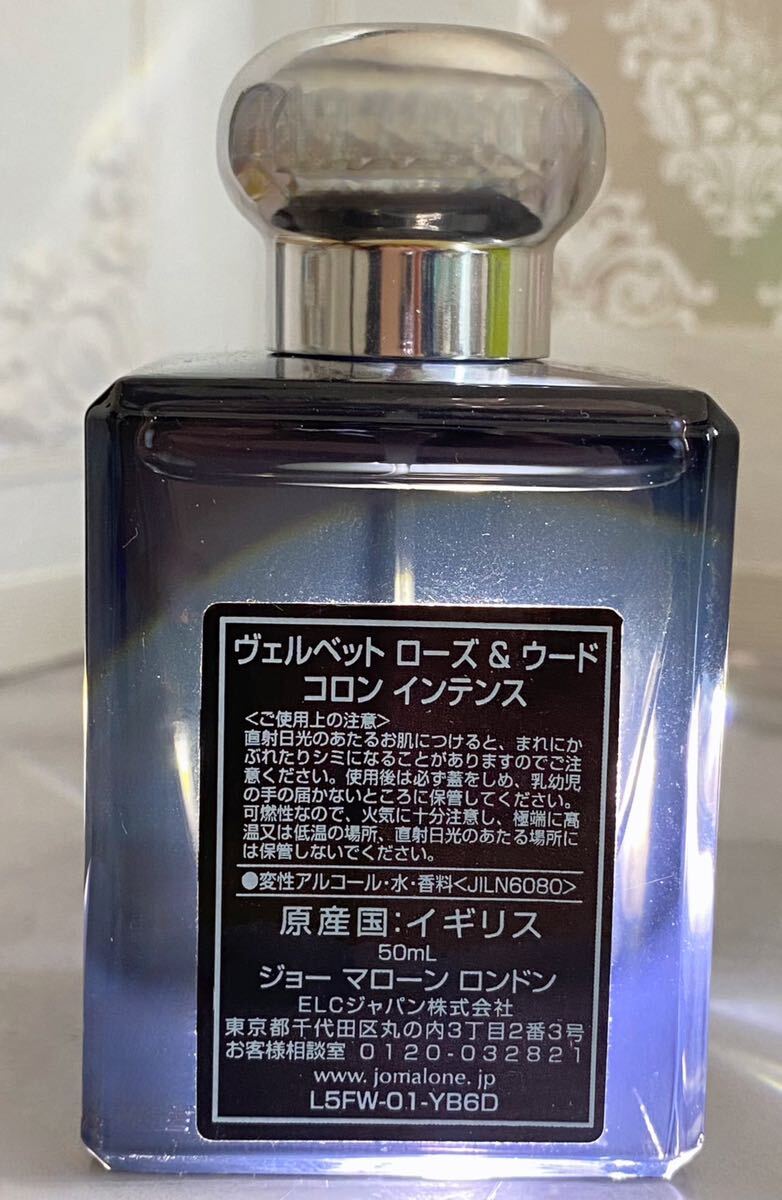 ヴェルベット ローズ & ウード
コロン インテンス
<ご使用上の注意>
直射日光のあたるお肌につけると、まれにか
ぶれたりシミになることがありますのでご注
意ください。使用後は必ず蓋をしめ、乳幼児
の手の届かないところに保管してください。
可燃性なので、火気に十分注意し、極端に高
温又は低温の場所、直射日光のあたる場所に
は保管しないでください。
●変性アルコール・水・香料<JILN6080>
原産国:イギリス
50mL
ジョー マローン ロンドン
ELCジャパン株式会社
東京都千代田区丸の内3丁目2番3号
お客様相談室 0120-032821
www.jomalone.jp
L5FW-01-YB6D